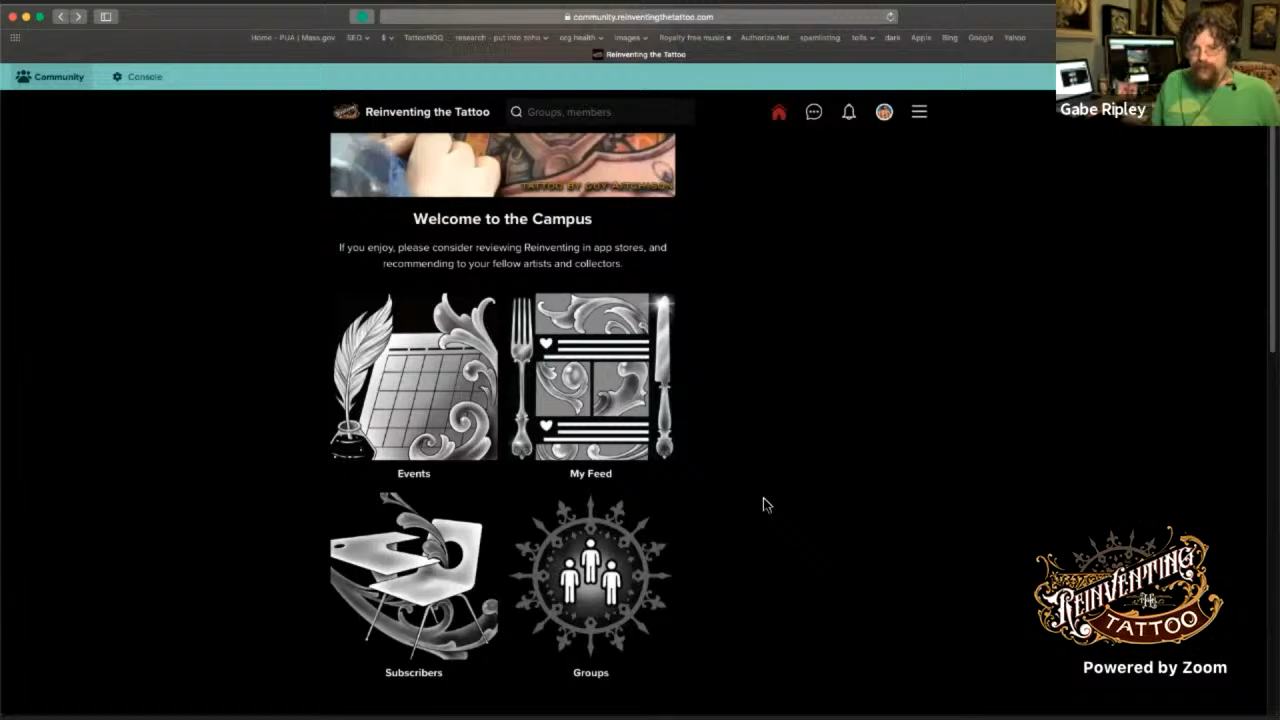 community.reinventingthetattoo.com
Home - PUA | Mass.gov
SEO
$
TattooNOQ
research - put into zoho
org health
Images
Royalty free music
Authorize.Net
spamlisting
tells
dark
Apple
Bing
Google
Yahoo
Reinventing the Tattoo
Community
Console
Reinventing the Tattoo
Groups, members
Gabe Ripley
TATTOO BY GUY AITCHISON
Welcome to the Campus
If you enjoy, please consider reviewing Reinventing in app stores, and
recommending to your fellow artists and collectors.
Events
My Feed
Subscribers
Groups
REINVENTING
THE
TATTOO
Powered by Zoom